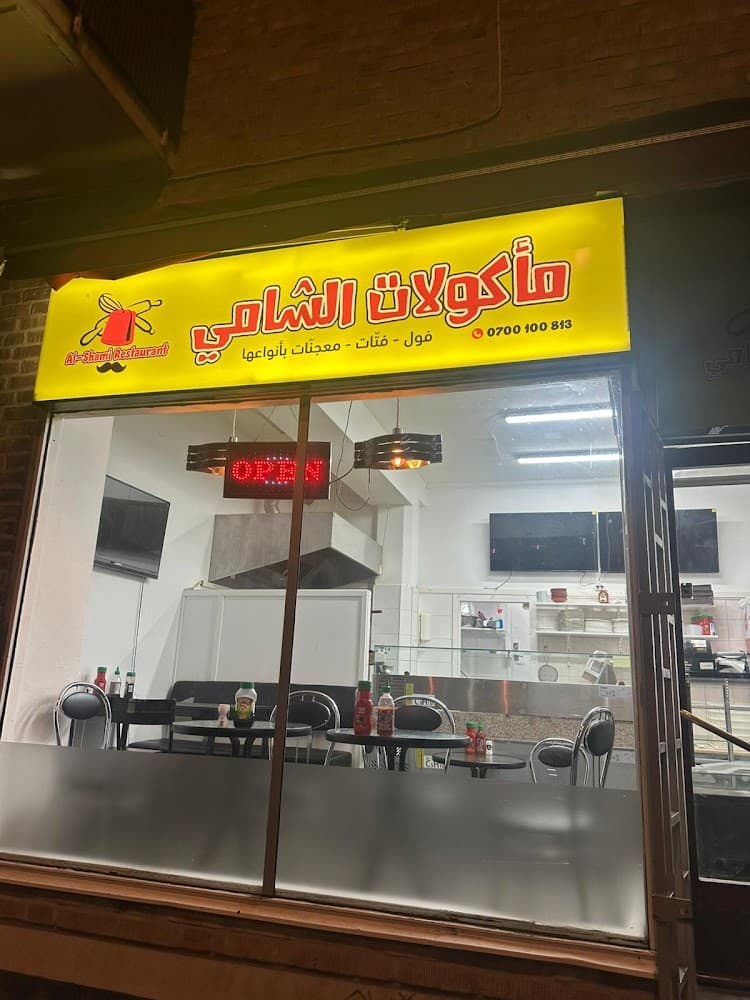 مأكولات الشامي
فول - فتّات - معجنّات بأنواعها
0700 100 813
Al-Shami Restaurant
OPEN